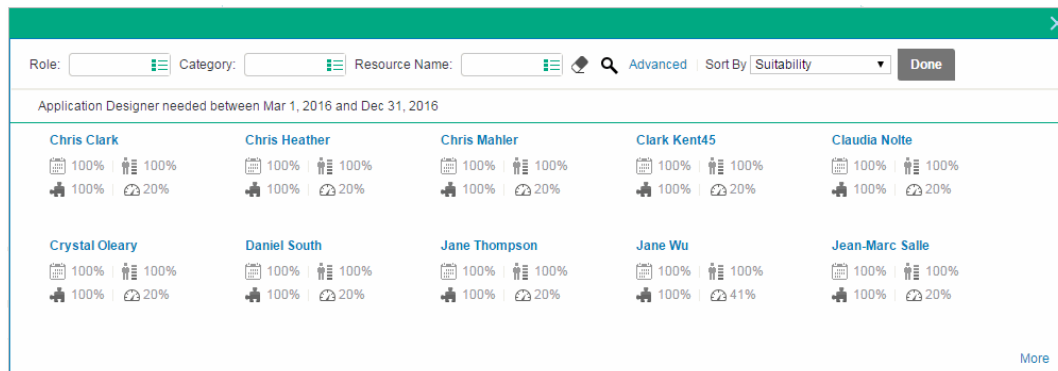 Role: Category: Resource Name: Advanced Sort By Suitability Done
Application Designer needed between Mar 1, 2016 and Dec 31, 2016
Chris Clark Chris Heather Chris Mahler Clark Kent45 Claudia Nolte
100% 100% 100% 100% 100% 100% 100% 100% 100% 100%
100% 20% 100% 20% 100% 20% 100% 20% 100% 20%
Crystal Oleary Daniel South Jane Thompson Jane Wu Jean-Marc Salle
100% 100% 100% 100% 100% 100% 100% 100% 100% 100%
100% 20% 100% 20% 100% 20% 100% 41% 100% 20%
More